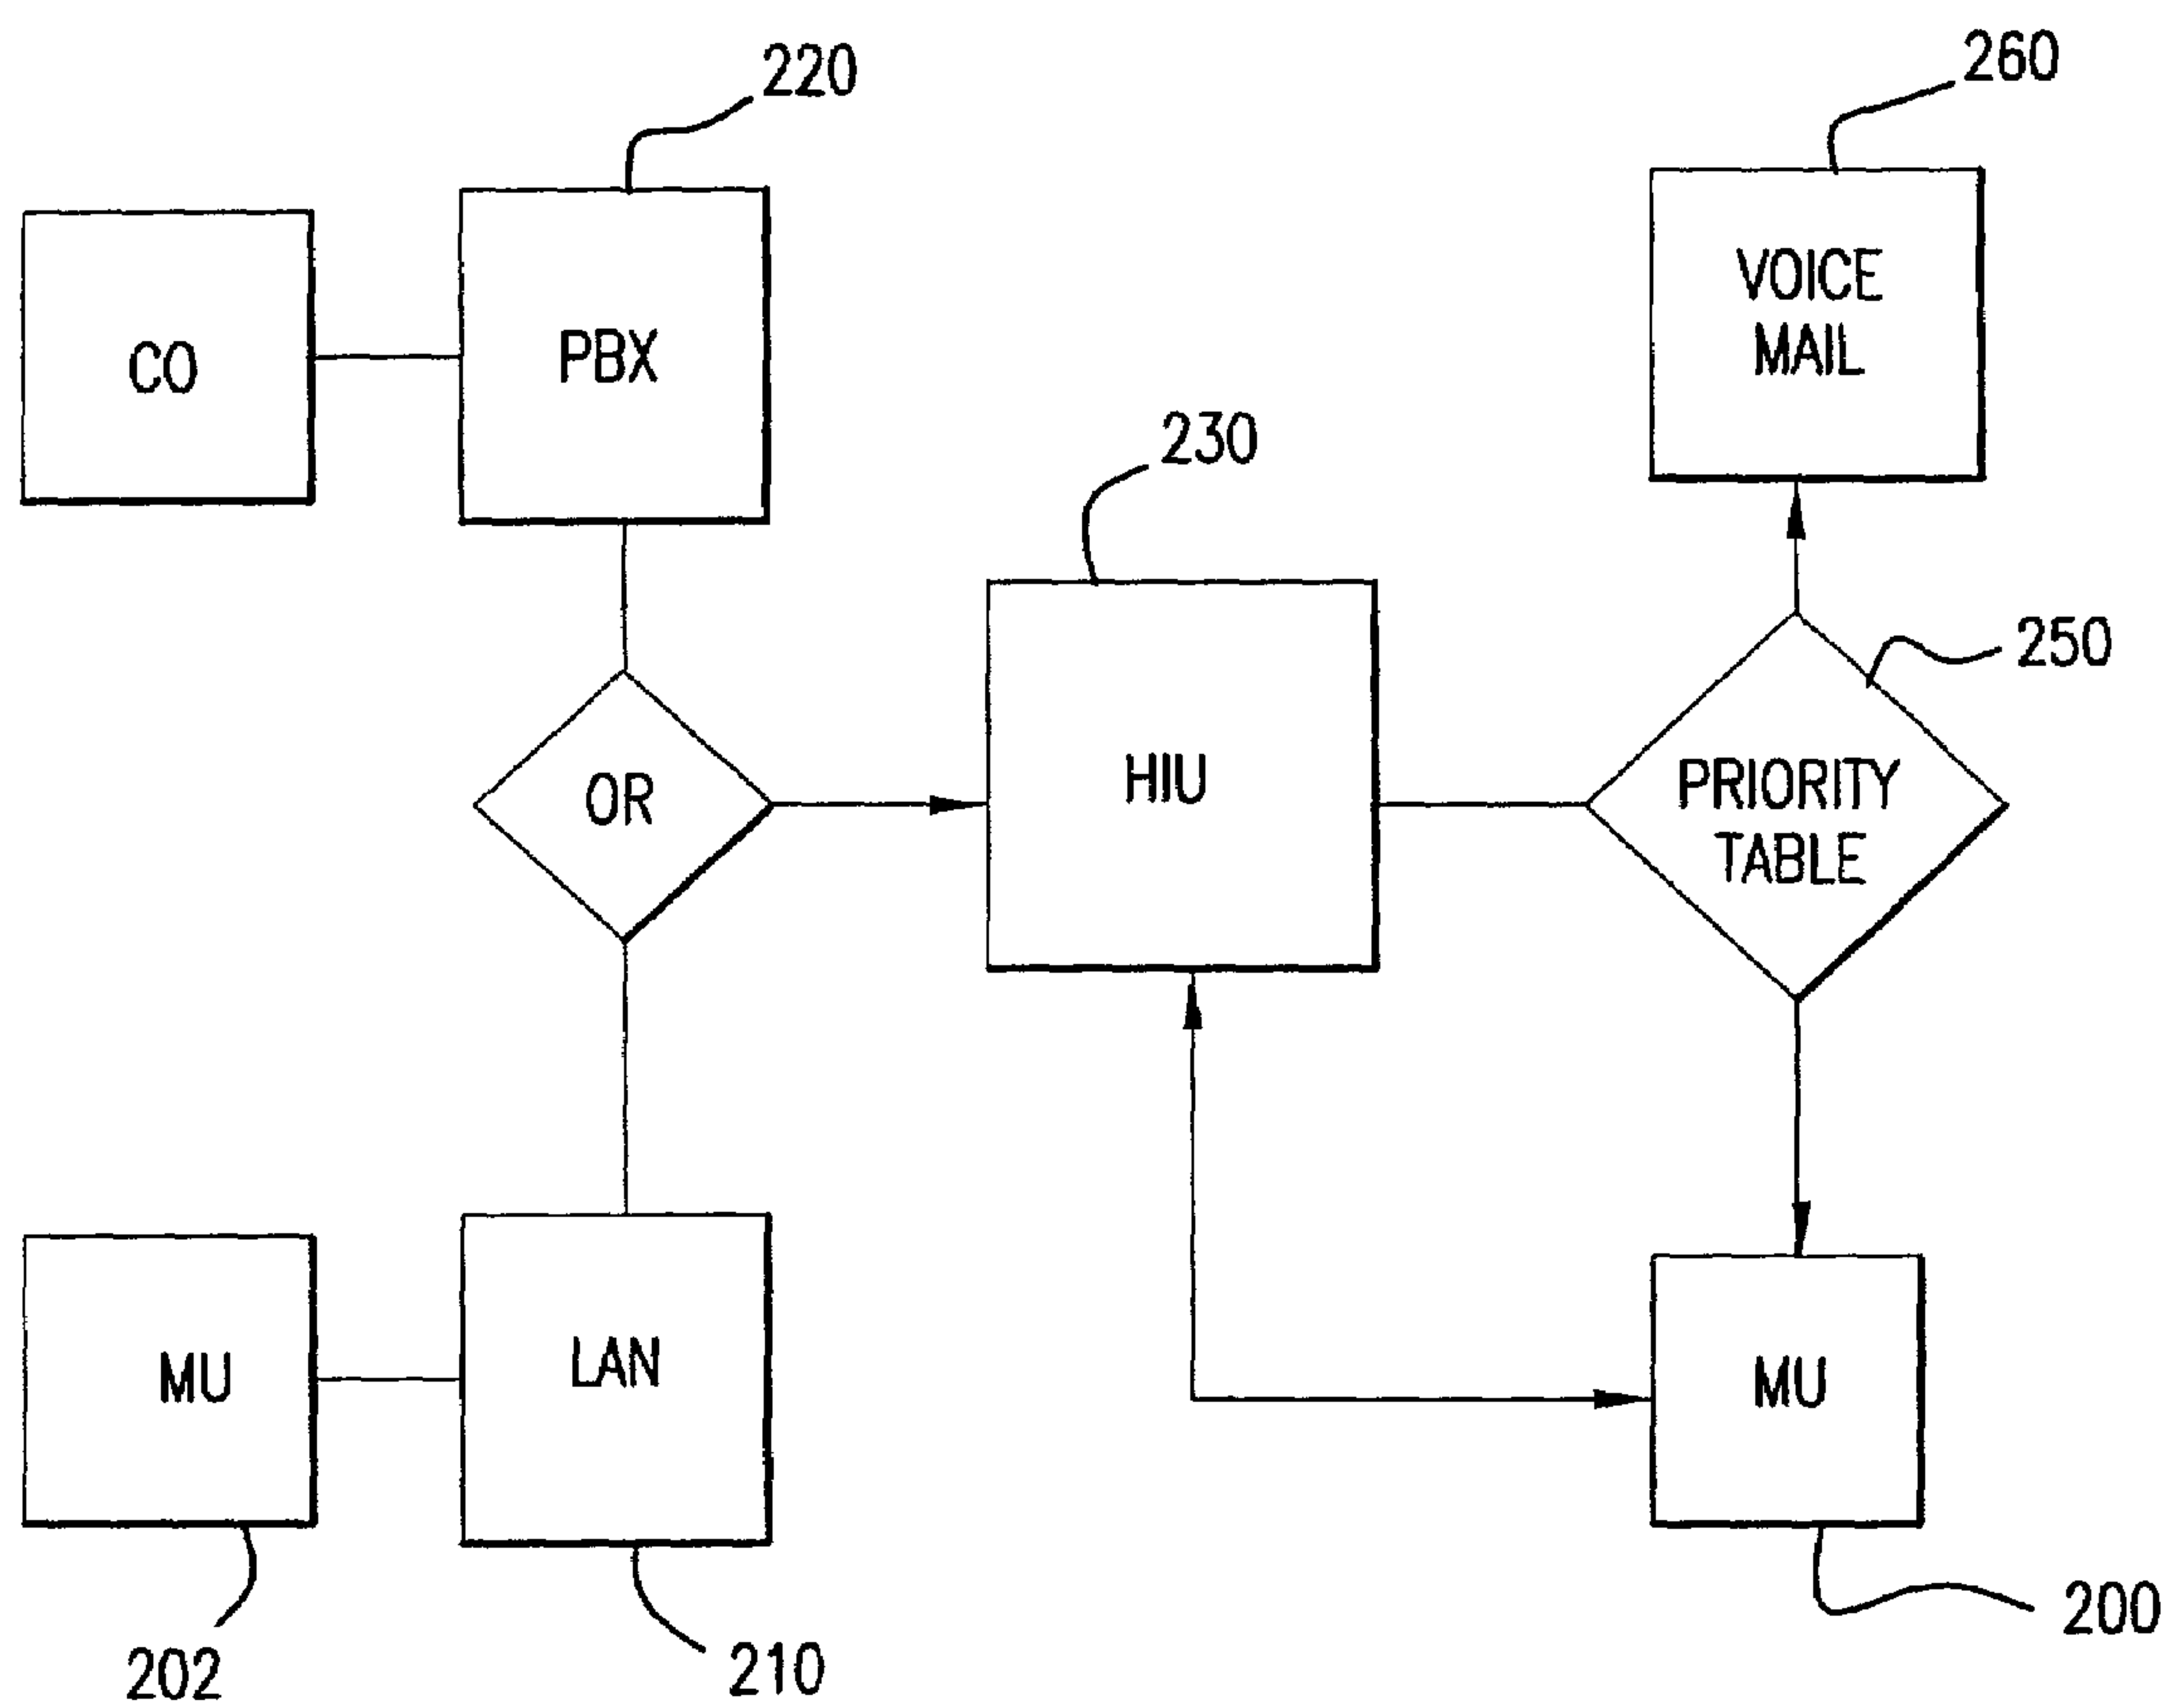 220
260
CO
PBX
VOICE
MAIL
230
250
OR
HIU
PRIORITY
TABLE
MU
LAN
MU
202
210
200